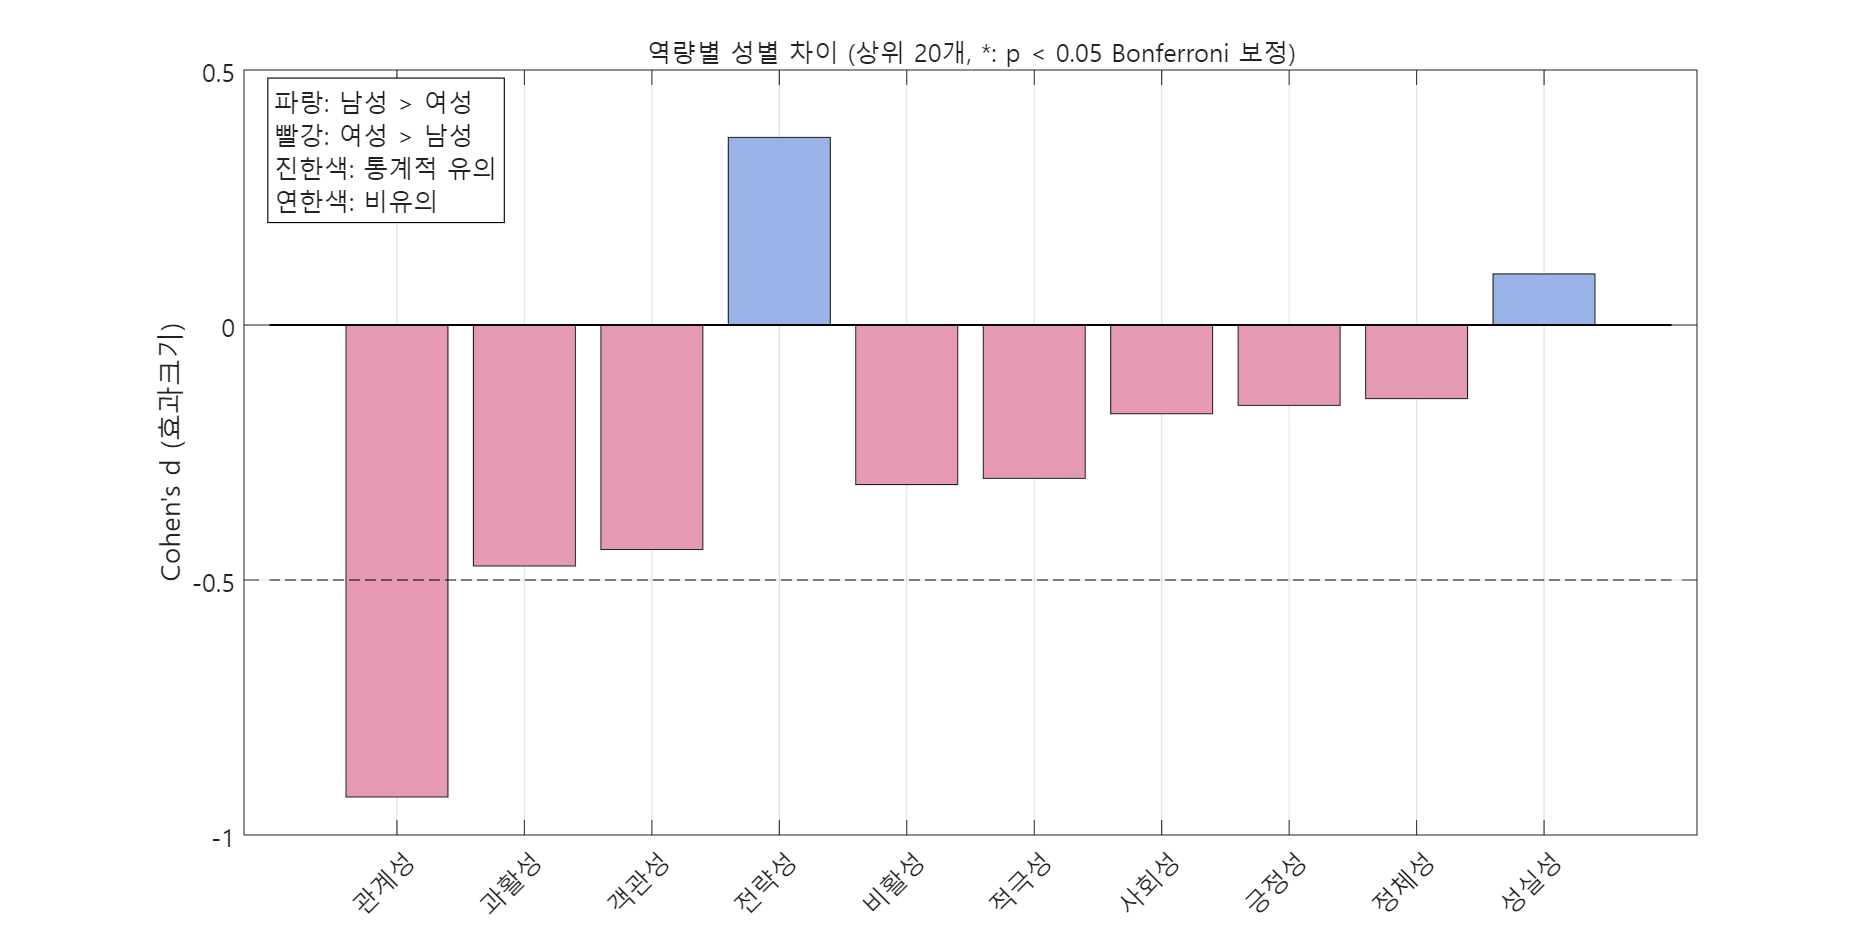 역량별 성별 차이 (상위 20개, *: p < 0.05 Bonferroni 보정)
파랑: 남성 > 여성
빨강: 여성 > 남성
진한색: 통계적 유의
연한색: 비유의
Cohen's d (효과크기)
0.5
0
-0.5
-1
관계성
과활성
객관성
전략성
비활성
적극성
사회성
긍정성
정체성
성실성